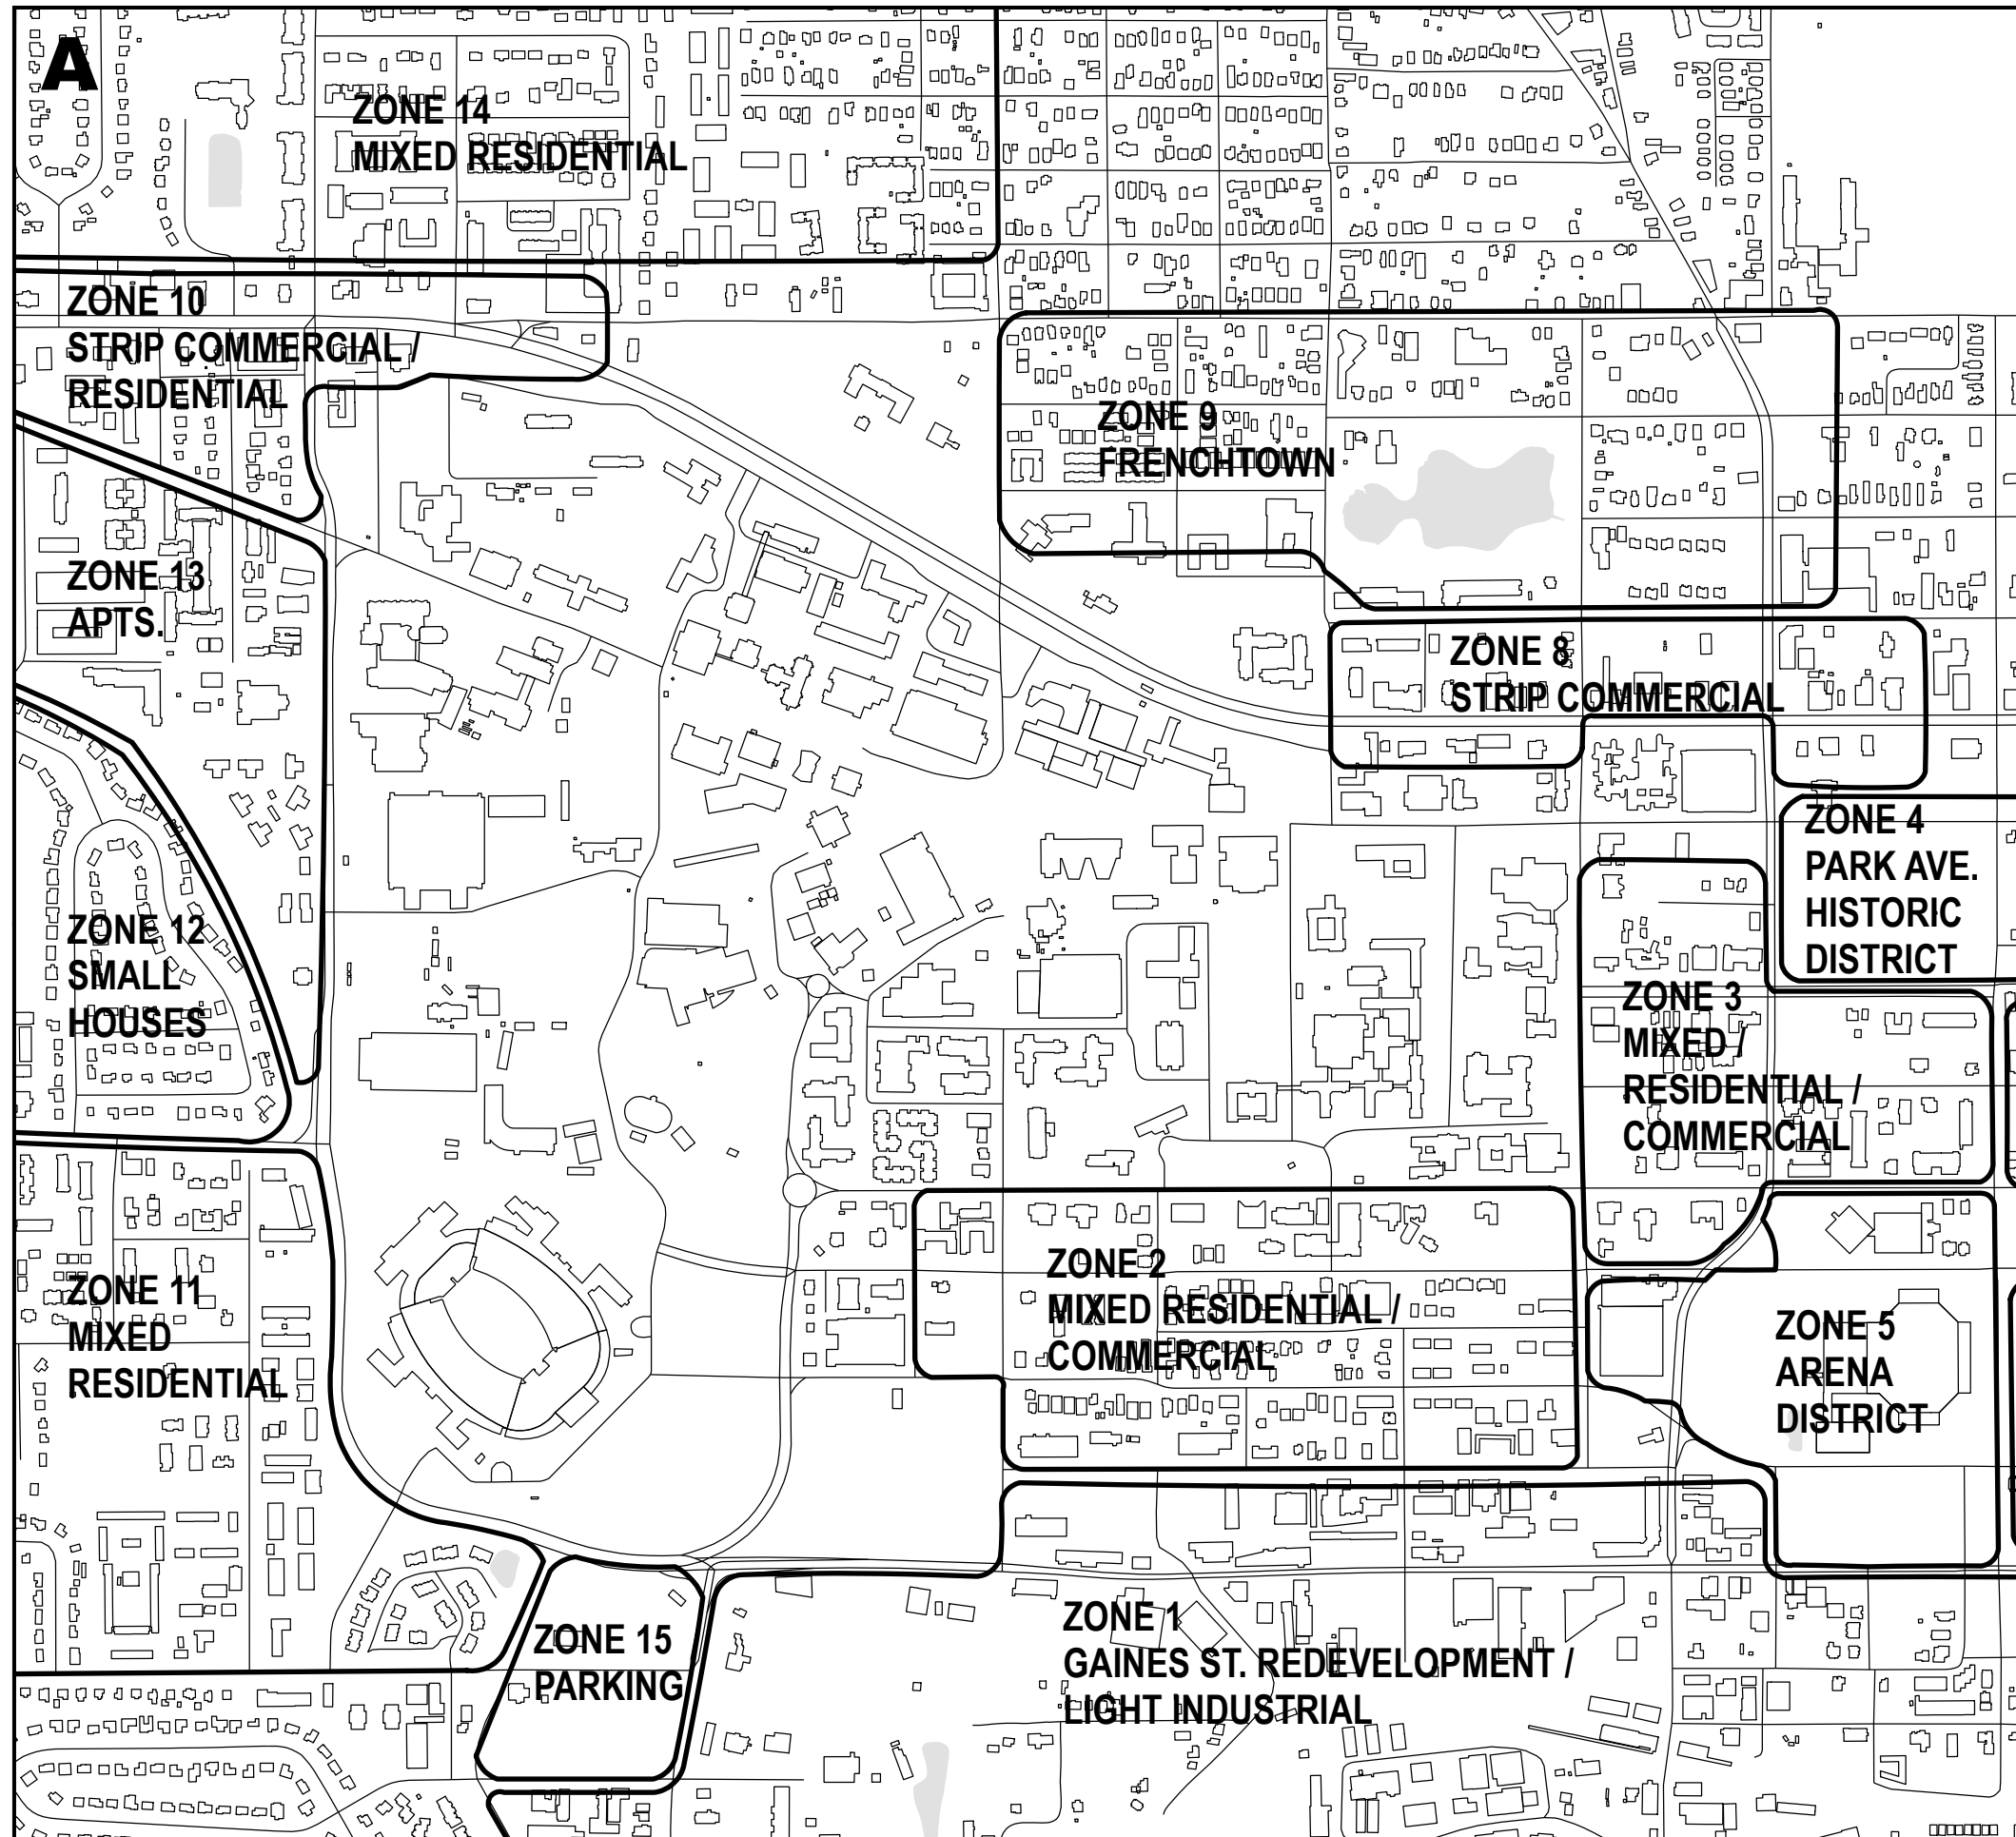 A
ZONE 14
MIXED RESIDENTIAL
ZONE 10
STRIP COMMERCIAL /
RESIDENTIAL
ZONE 9
FRENCHTOWN
ZONE 13
APTS.
ZONE 8
STRIP COMMERCIAL
ZONE 4
PARK AVE.
HISTORIC
DISTRICT
ZONE 12
SMALL
HOUSES
ZONE 3
MIXED /
RESIDENTIAL /
COMMERCIAL
ZONE 2
MIXED RESIDENTIAL /
COMMERCIAL
ZONE 11
MIXED
RESIDENTIAL
ZONE 5
ARENA
DISTRICT
ZONE 15
PARKING
ZONE 1
GAINES ST. REDEVELOPMENT /
LIGHT INDUSTRIAL